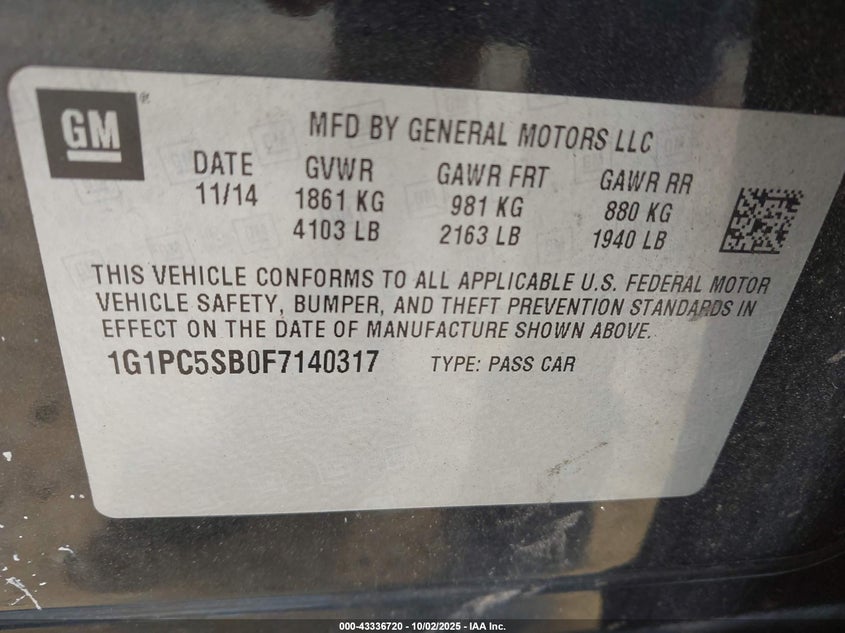 GM®
MFD BY GENERAL MOTORS LLC
DATE GVWR GAWR FRT GAWR RR
11/14 1861 KG 981 KG 880 KG
4103 LB 2163 LB 1940 LB
THIS VEHICLE CONFORMS TO ALL APPLICABLE U.S. FEDERAL MOTOR
VEHICLE SAFETY, BUMPER, AND THEFT PREVENTION STANDARDS IN
EFFECT ON THE DATE OF MANUFACTURE SHOWN ABOVE.
1G1PC5SB0F7140317 TYPE: PASS CAR
000-43336720 - 10/02/2025 - IAA Inc.